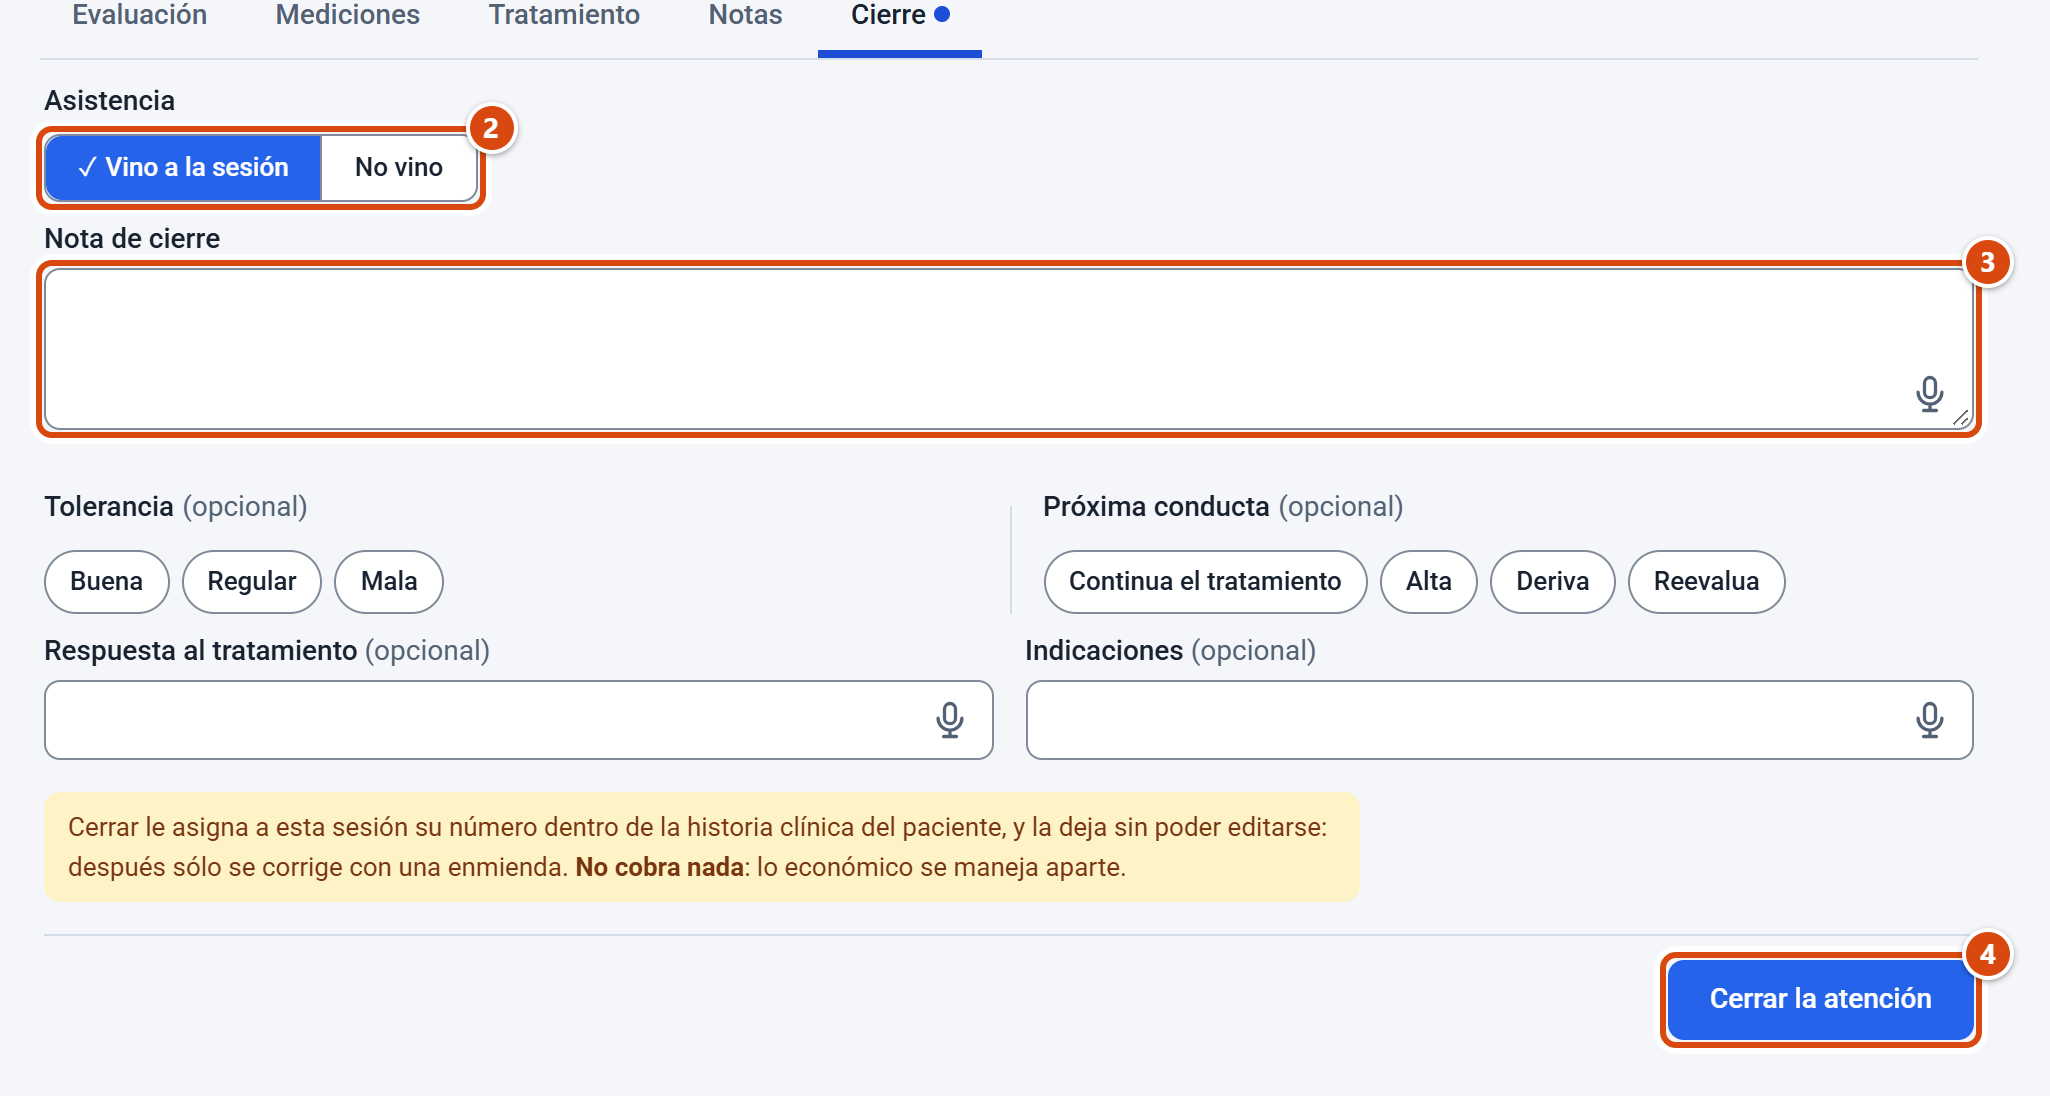 Evaluación Mediciones Tratamiento Notas Cierre
Asistencia
2
✓ Vino a la sesión No vino
Nota de cierre
3
Tolerancia (opcional)
Buena Regular Mala
Próxima conducta (opcional)
Continua el tratamiento Alta Deriva Reevalua
Respuesta al tratamiento (opcional)
Indicaciones (opcional)
Cerrar le asigna a esta sesión su número dentro de la historia clínica del paciente, y la deja sin poder editarse:
después sólo se corrige con una enmienda. No cobra nada: lo económico se maneja aparte.
4
Cerrar la atención